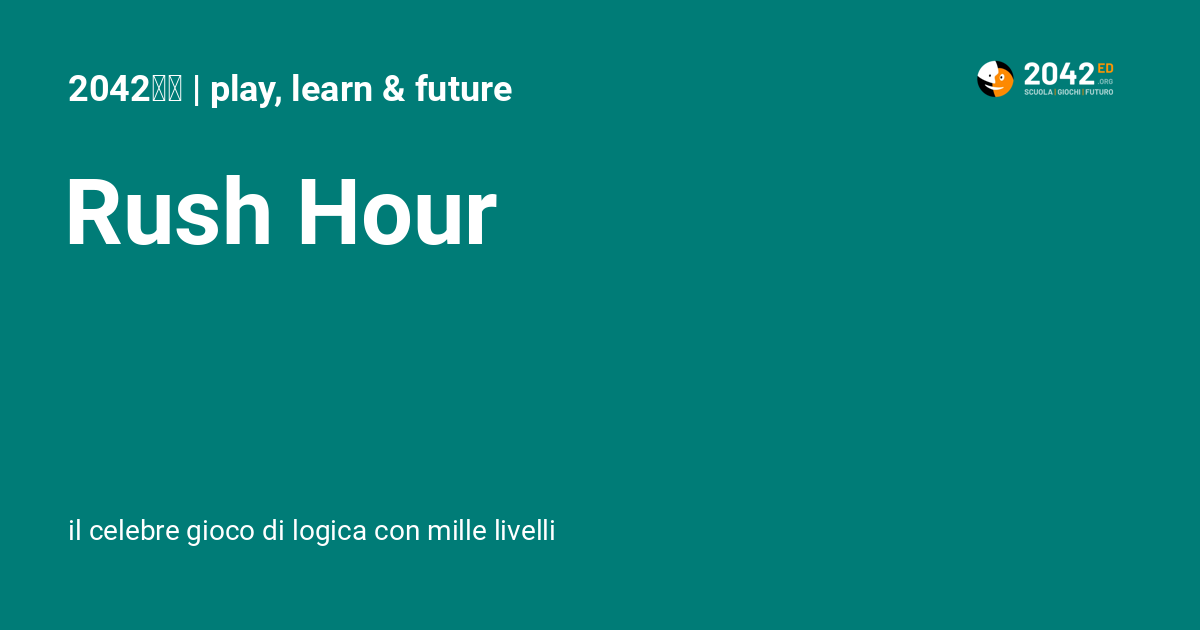 2042 | play, learn & future
2042 ED
.ORG
SCUOLA | GIOCHI | FUTURO
Rush Hour
il celebre gioco di logica con mille livelli